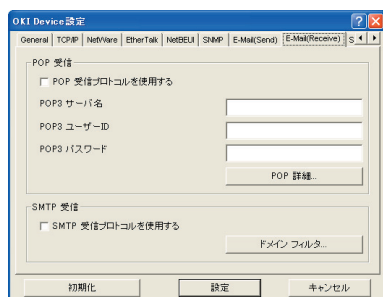 OKI Device設定
General TCP/IP NetWare EtherTalk NetBEUI SNMP E-Mail(Send) E-Mail(Receive) S
POP 受信
POP 受信プロトコルを使用する
POP3 サーバ名
POP3 ユーザーID
POP3 パスワード
POP 詳細...
SMTP 受信
SMTP 受信プロトコルを使用する
ドメイン フィルタ...
初期化 設定 キャンセル